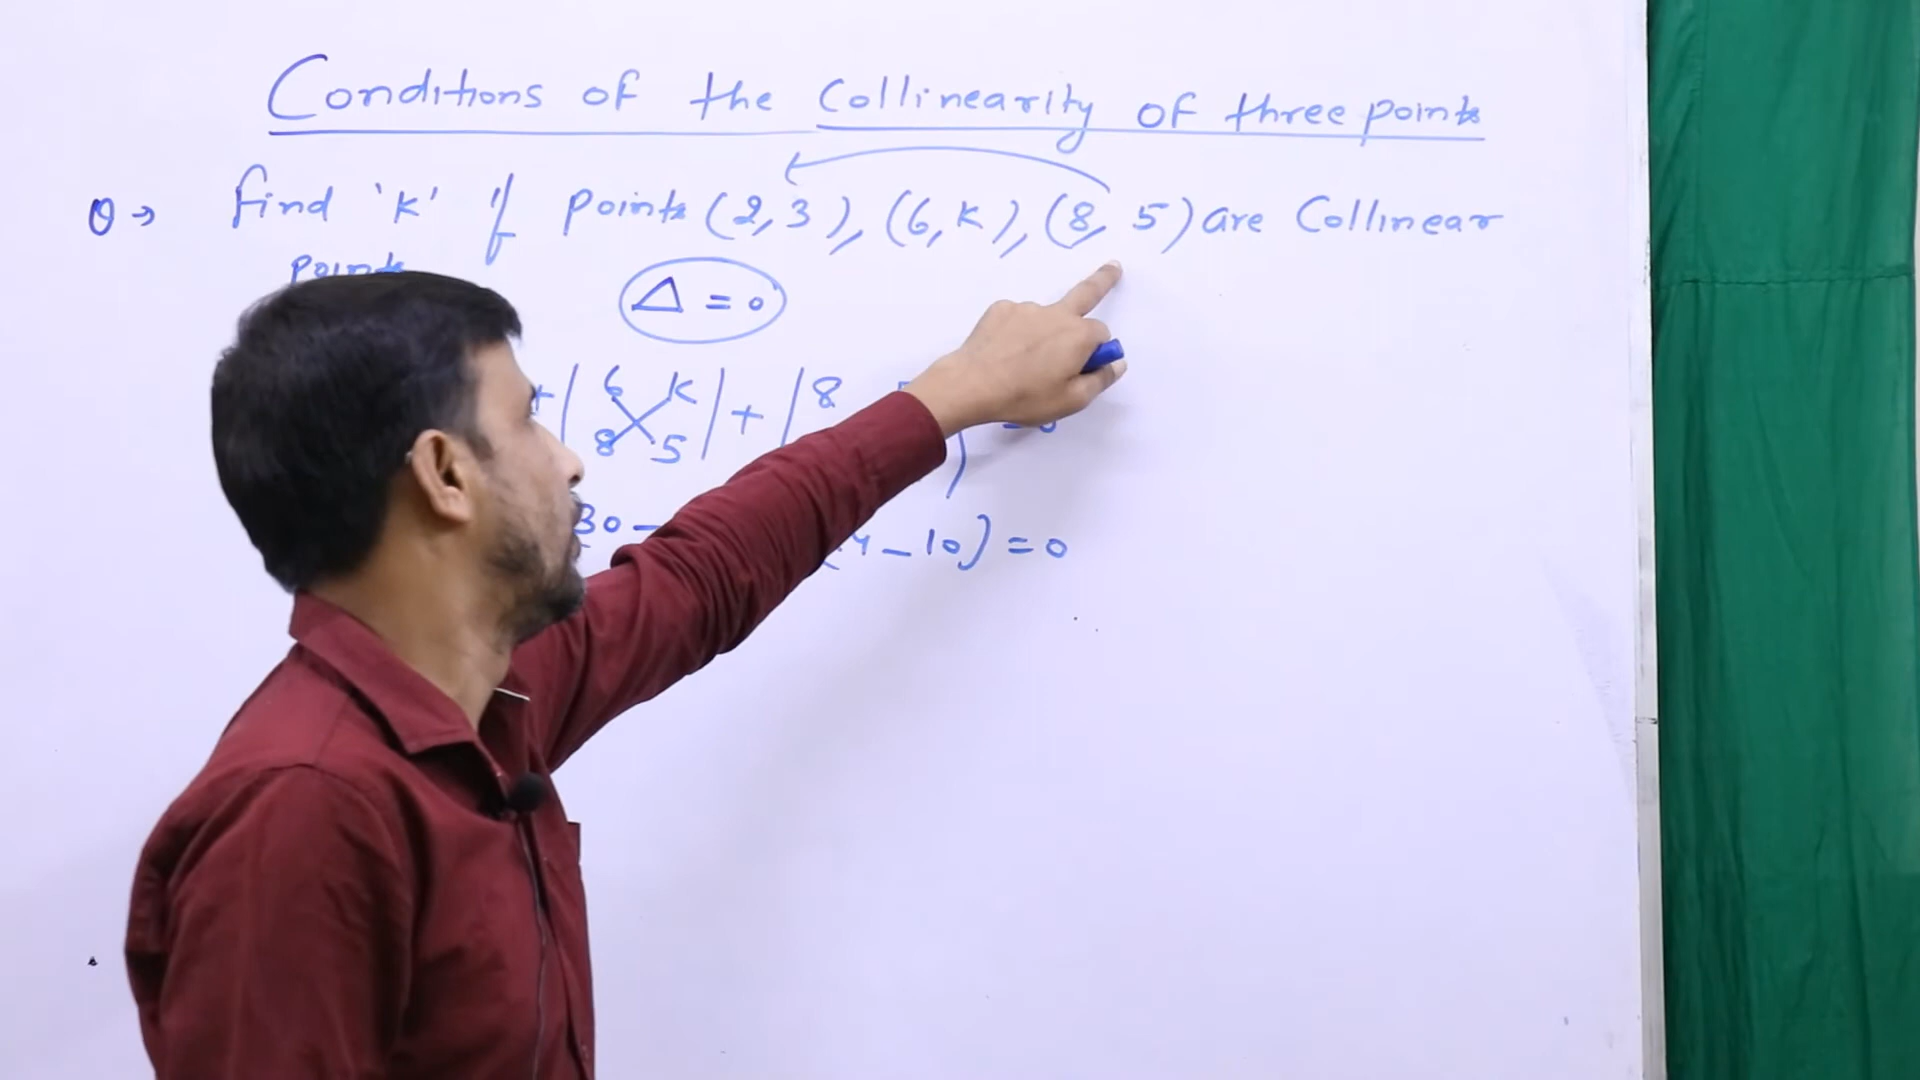 Conditions of the Collinearity of three points
Q→ find 'K' if points (2,3), (6,K), (8,5) are Collinear
points
Δ = 0
+ | 6 K | + | 8
8 5
30 - 10) = 0